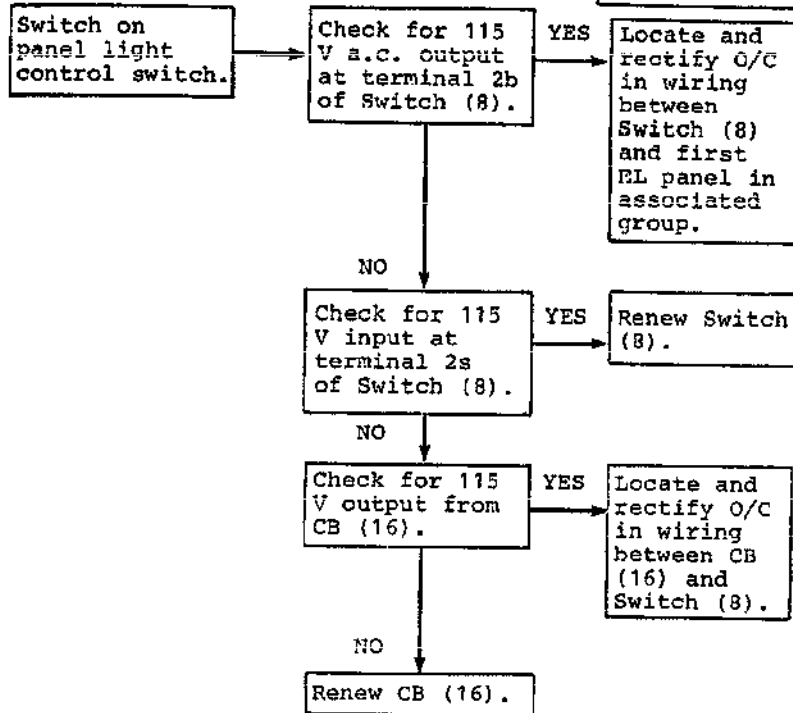 Switch on
panel light
control switch.
Check for 115
V a.c. output
at terminal 2b
of Switch (8).
YES
Locate and
rectify O/C
in wiring
between
Switch (8)
and first
EL panel in
associated
group.
NO
Check for 115
V input at
terminal 2s
of Switch (8).
YES
Renew Switch
(8).
NO
Check for 115
V output from
CB (16).
YES
Locate and
rectify O/C
in wiring
between CB
(16) and
Switch (8).
NO
Renew CB (16).